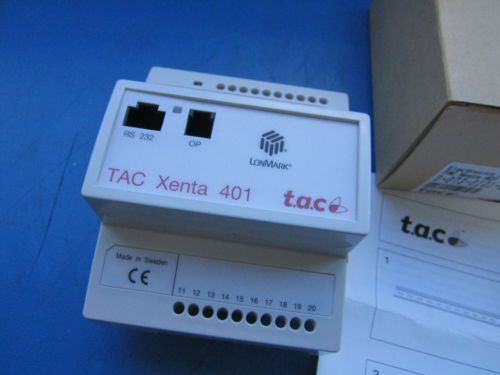 RS 232
OP
LONMARK®
TAC Xenta 401
t.a.c
Made in Sweden
CE
11 12 13 14 15 16 17 18 19 20
t.a.c
1
2